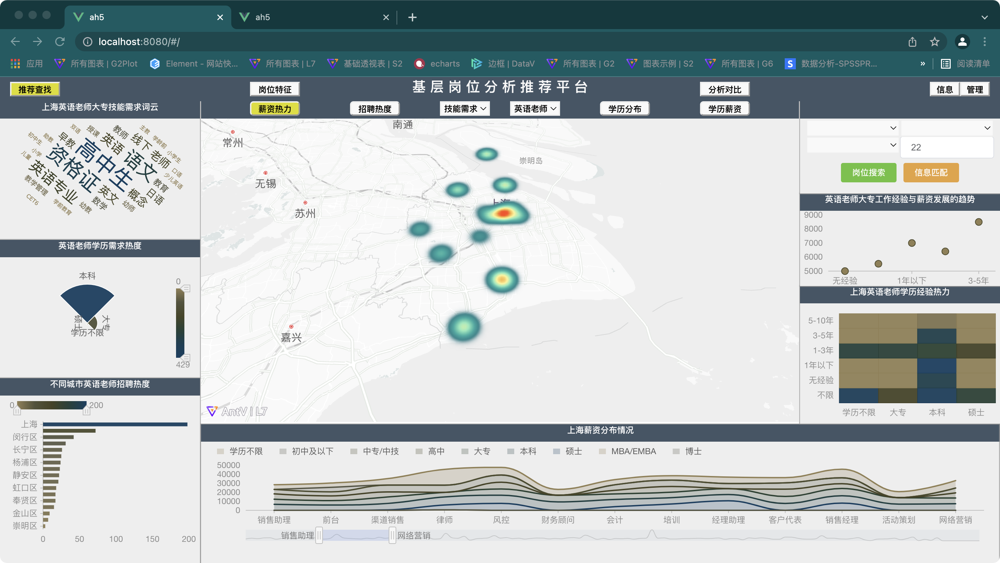 ah5
ah5
localhost:8080/#/
应用
所有图表 | G2Plot
Element - 网站快...
所有图表 | L7
基础透视表 | S2
echarts
边框 | DataV
所有图表 | G2
图表示例 | S2
所有图表 | G6
数据分析-SPSSPR...
»
阅读清单
推荐查找
岗位特征
基层岗位分析推荐平台
分析对比
信息
管理
薪资热力
招聘热度
技能需求
英语老师
学历分布
学历薪资
上海英语老师大专技能需求词云
双语
授课
教师
主教
初中生
助教
早教
英语
线下
学龄前
儿童
小学
资格证
高中生
语文
老师
小学生
英语专业
口语
教学管理
教育
少儿英语
英文
概念
日语
CET6
学前教育
幼教
数学
幼师
英语老师学历需求热度
本科
硕士
大专
学历不限
0
429
不同城市英语老师招聘热度
0
200
上海
闵行区
长宁区
杨浦区
静安区
虹口区
奉贤区
金山区
崇明区
0 50 100 150 200
南通
常州
无锡
苏州
嘉兴
崇明岛
上海
AntV | L7
22
岗位搜索
信息匹配
英语老师大专工作经验与薪资发展的趋势
9000
8000
7000
6000
5000
无经验 1年以下 3-5年
上海英语老师学历经验热力
5-10年
3-5年
1-3年
1年以下
无经验
不限
学历不限 大专 本科 硕士
上海薪资分布情况
学历不限 初中及以下 中专/中技 高中 大专 本科 硕士 MBA/EMBA 博士
50000
40000
30000
20000
10000
0
销售助理 前台 渠道销售 律师 风控 财务顾问 会计 培训 经理助理 客户代表 销售经理 活动策划 网络营销
销售助理
网络营销